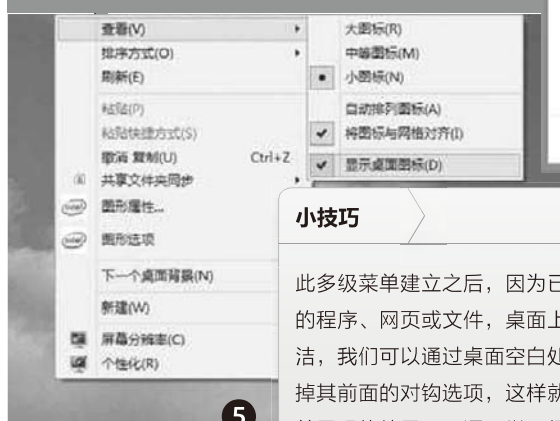 查看(V)
排序方式(O)
刷新(E)
粘贴(P)
粘贴快捷方式(S)
撤消 复制(U) Ctrl+Z
共享文件夹同步
图形属性...
图形选项
下一个桌面背景(N)
新建(W)
屏幕分辨率(C)
个性化(R)
大图标(R)
中等图标(M)
小图标(N)
自动排列图标(A)
将图标与网格对齐(I)
显示桌面图标(D)
小技巧
此多级菜单建立之后，因为已
的程序、网页或文件，桌面上
洁，我们可以通过桌面空白处
掉其前面的对钩选项，这样就
5